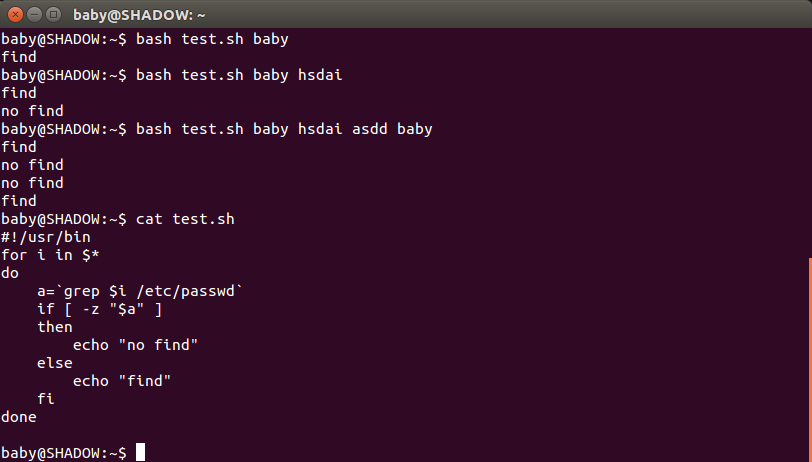 baby@SHADOW: ~
baby@SHADOW:~$ bash test.sh baby
find
baby@SHADOW:~$ bash test.sh baby hsdai
find
no find
baby@SHADOW:~$ bash test.sh baby hsdai asdd baby
find
no find
no find
find
baby@SHADOW:~$ cat test.sh
#!/usr/bin
for i in $*
do
    a=`grep $i /etc/passwd`
    if [ -z "$a" ]
    then
        echo "no find"
    else
        echo "find"
    fi
done

baby@SHADOW:~$